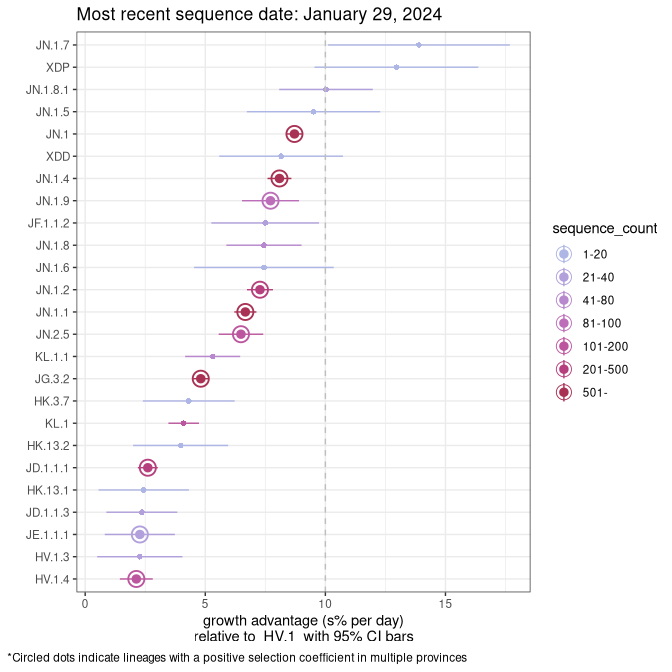 Most recent sequence date: January 29, 2024
JN.1.7
XDP
JN.1.8.1
JN.1.5
JN.1
XDD
JN.1.4
JN.1.9
JF.1.1.2
JN.1.8
JN.1.6
JN.1.2
JN.1.1
JN.2.5
KL.1.1
JG.3.2
HK.3.7
KL.1
HK.13.2
JD.1.1.1
HK.13.1
JD.1.1.3
JE.1.1.1
HV.1.3
HV.1.4
0 5 10 15
growth advantage (s% per day)
relative to HV.1 with 95% CI bars
sequence_count
1-20
21-40
41-80
81-100
101-200
201-500
501-
*Circled dots indicate lineages with a positive selection coefficient in multiple provinces